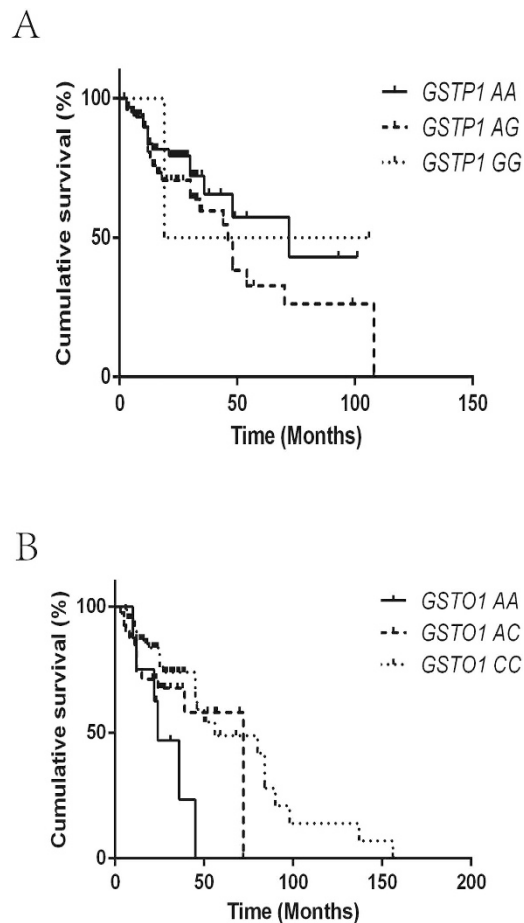 A
GSTP1 AA
GSTP1 AG
GSTP1 GG
Cumulative survival (%)
100
50
0
0 50 100 150
Time (Months)
B
GSTO1 AA
GSTO1 AC
GSTO1 CC
Cumulative survival (%)
100
50
0
0 50 100 150 200
Time (Months)